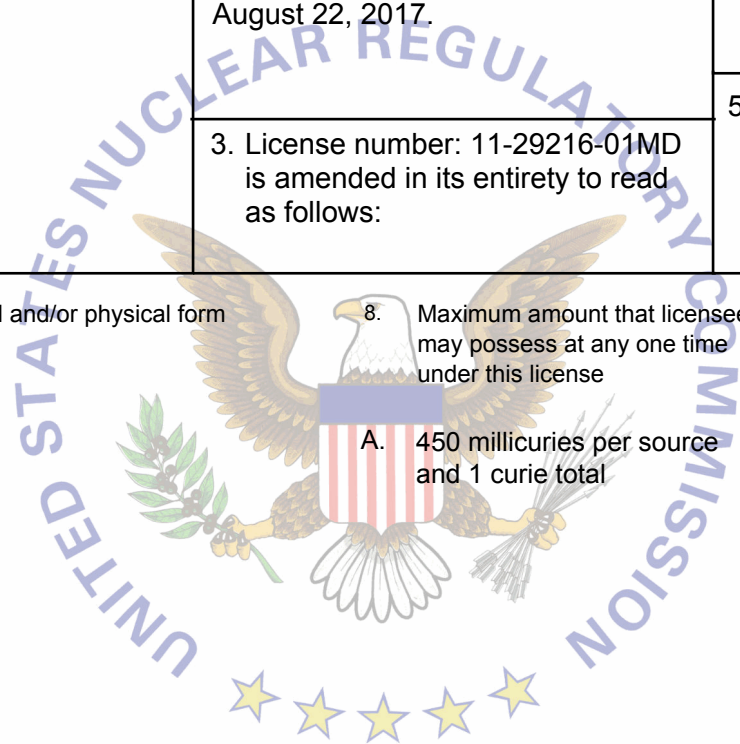 August 22, 2017.
5
3. License number: 11-29216-01MD
is amended in its entirety to read
as follows:
and/or physical form
8. Maximum amount that licensee
may possess at any one time
under this license
A. 450 millicuries per source
and 1 curie total
UNITED STATES NUCLEAR REGULATORY COMMISSION